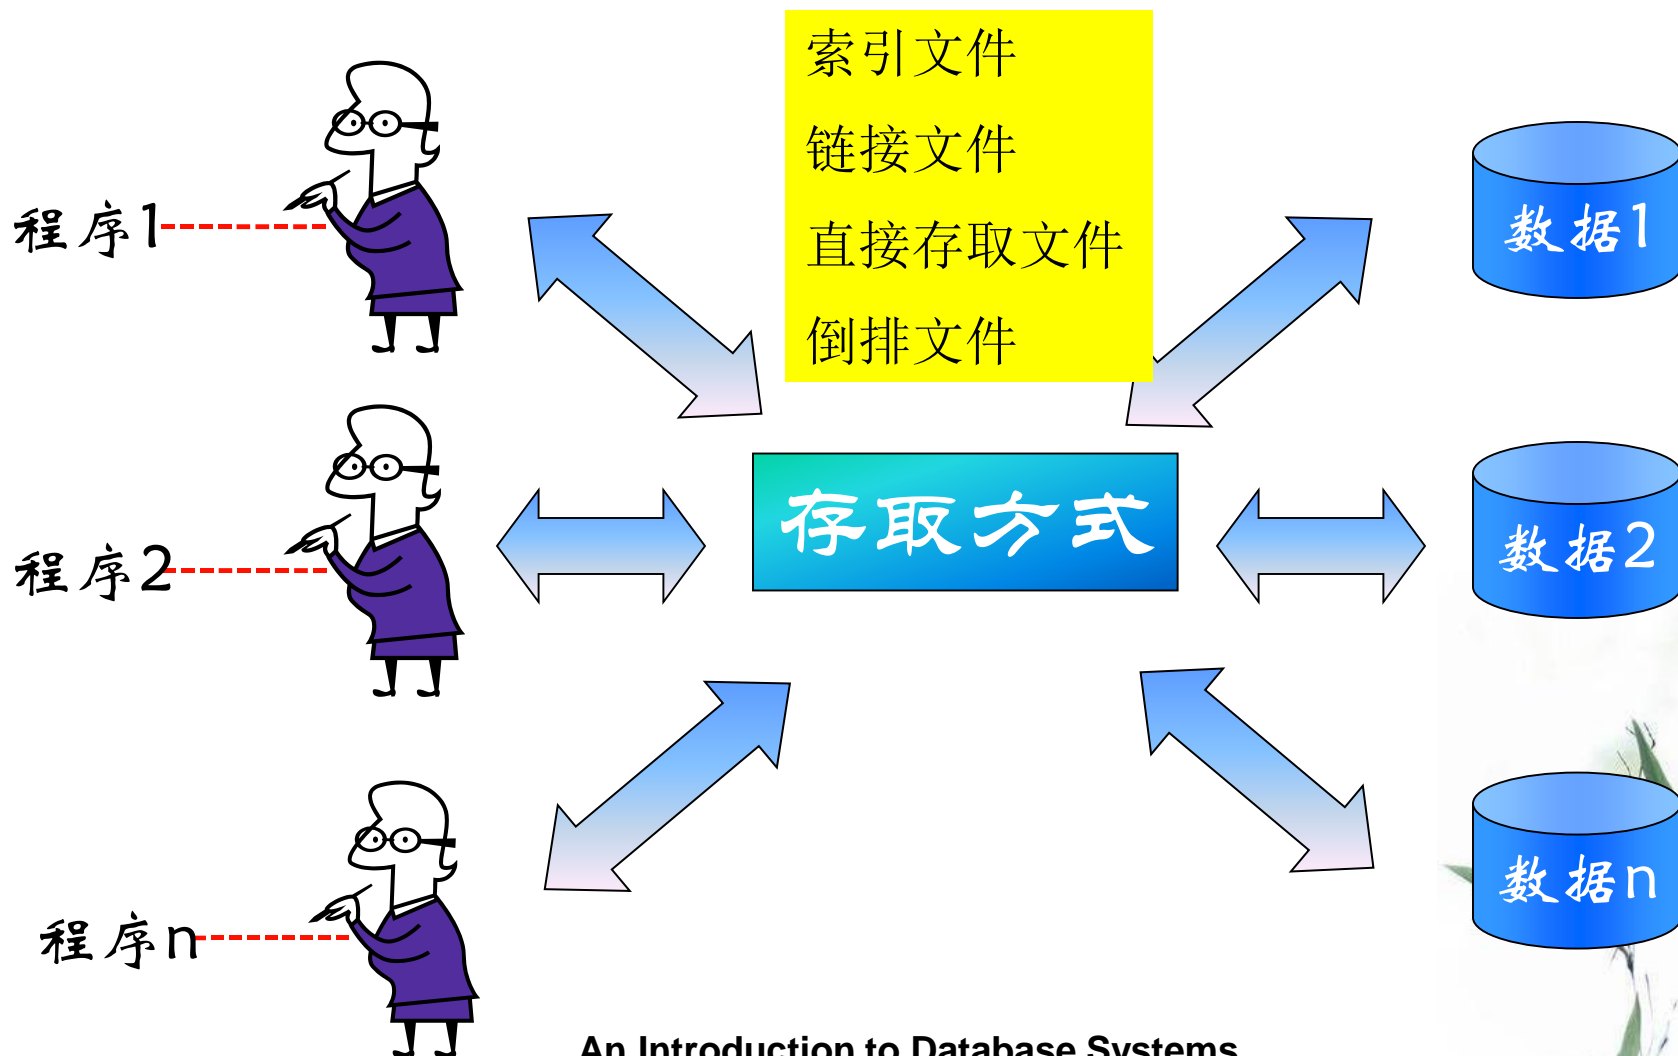 索引文件
链接文件
直接存取文件
倒排文件
程序1
数据1
存取方式
程序2
数据2
程序n
数据n
An Introduction to Database Systems